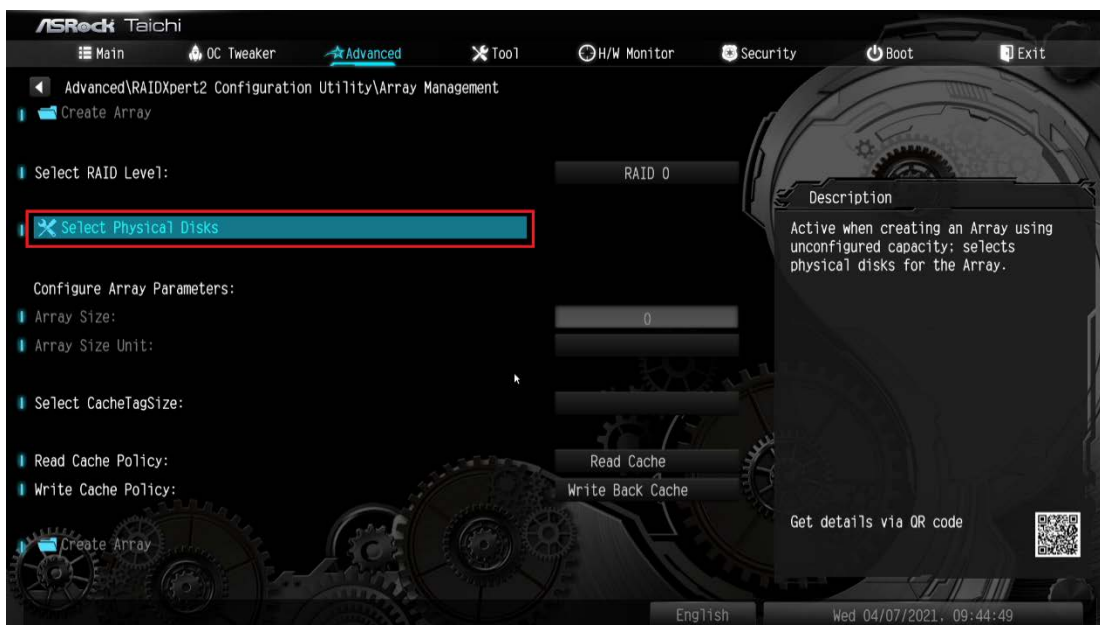 ASRock Taichi
Main OC Tweaker Advanced Tool H/W Monitor Security Boot Exit
Advanced\RAIDXpert2 Configuration Utility\Array Management
Create Array
Select RAID Level: RAID 0
Select Physical Disks
Configure Array Parameters:
Array Size: 0
Array Size Unit:
Select CacheTagSize:
Read Cache Policy: Read Cache
Write Cache Policy: Write Back Cache
Create Array
Description
Active when creating an Array using
unconfigured capacity: selects
physical disks for the Array.
Get details via QR code
English Wed 04/07/2021. 09:44:49